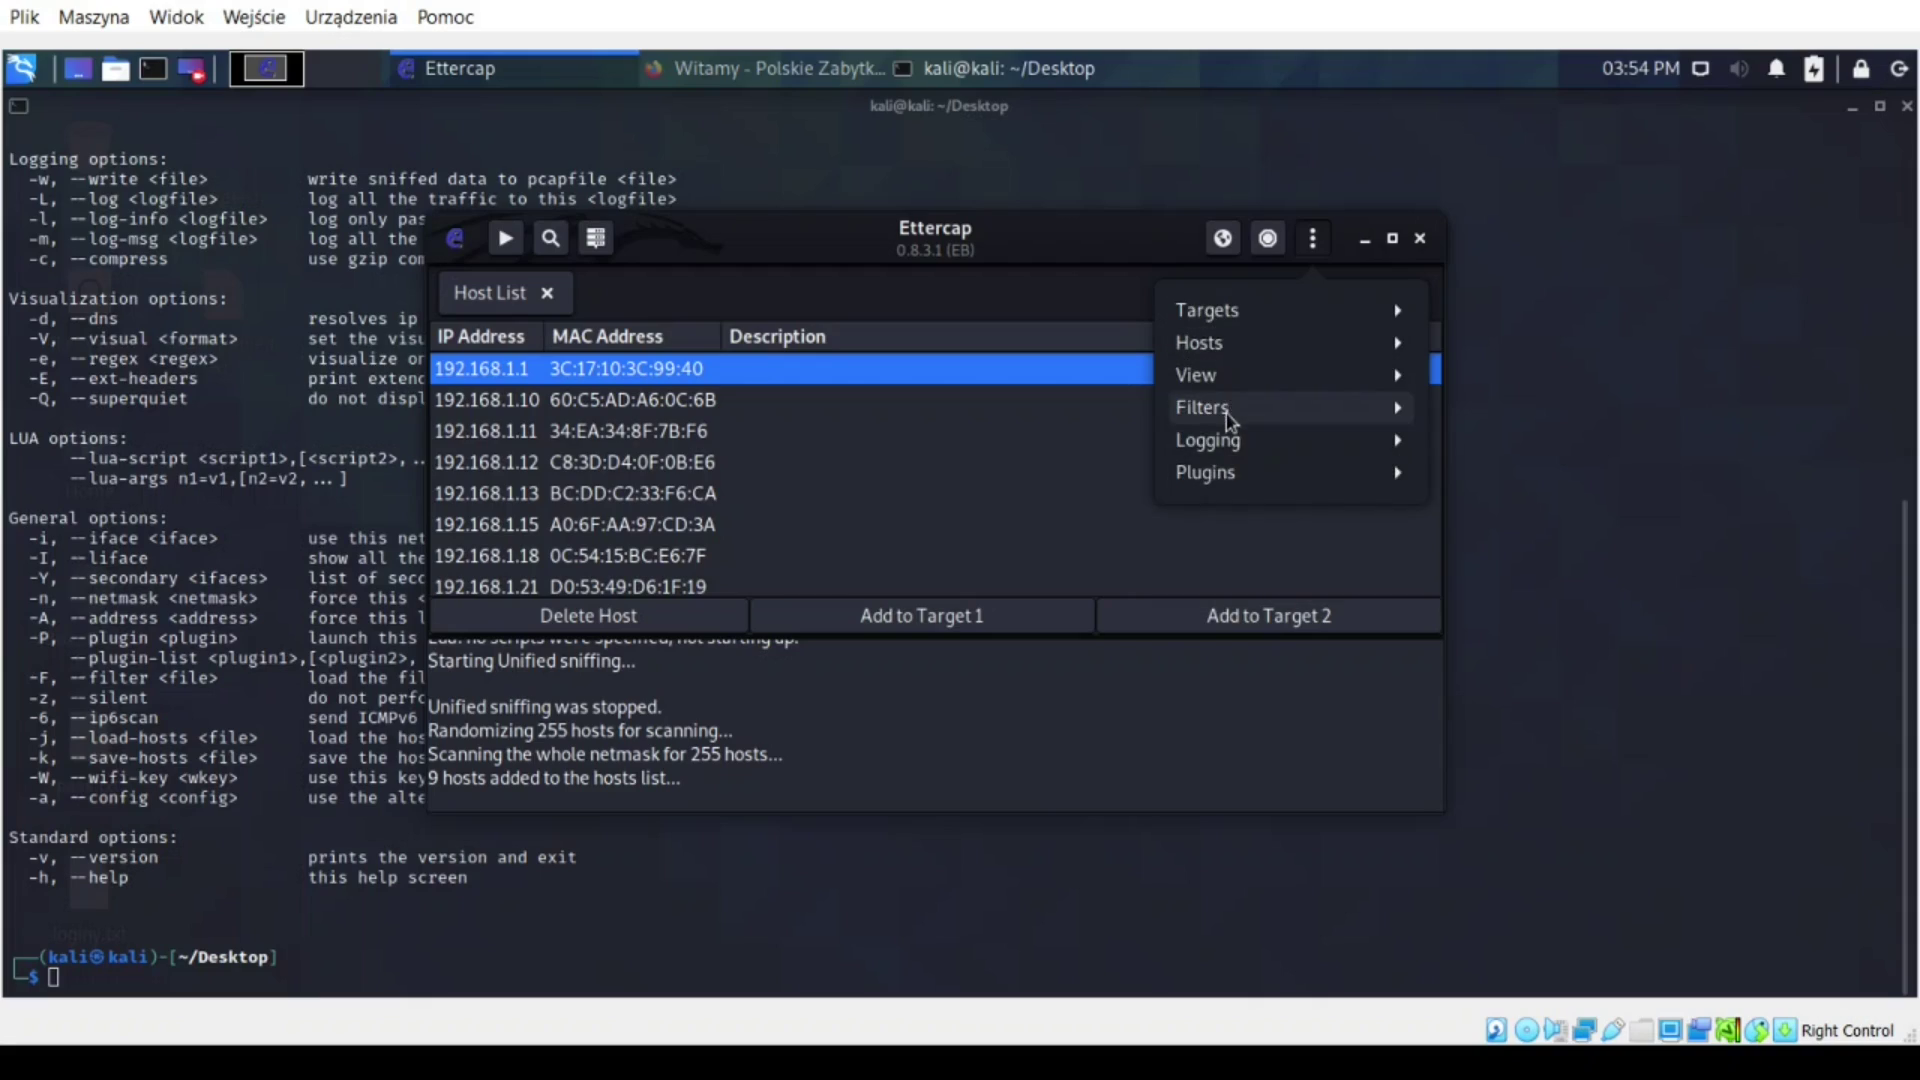 Plik Maszyna Widok Wejście Urządzenia Pomoc
Ettercap Witamy - Polskie Zabytk... kali@kali: ~/Desktop 03:54 PM
kali@kali: ~/Desktop
Logging options:
-w, --write <file> write sniffed data to pcapfile <file>
-L, --log <logfile> log all the traffic to this <logfile>
-l, --log-info <logfile> log only pas
-m, --log-msg <logfile> log all the
-c, --compress use gzip com
Visualization options:
-d, --dns resolves ip
-V, --visual <format> set the visu
-e, --regex <regex> visualize on
-E, --ext-headers print extend
-Q, --superquiet do not displ
LUA options:
--lua-script <script1>,[<script2>, ..
--lua-args n1=v1,[n2=v2, ... ]
General options:
-i, --iface <iface> use this net
-I, --liface show all the
-Y, --secondary <ifaces> list of seco
-n, --netmask <netmask> force this <
-A, --address <address> force this l
-P, --plugin <plugin> launch this
--plugin-list <plugin1>,[<plugin2>,
-F, --filter <file> load the fil
-z, --silent do not perfo
-6, --ip6scan send ICMPv6
-j, --load-hosts <file> load the hos
-k, --save-hosts <file> save the hos
-W, --wifi-key <wkey> use this key
-a, --config <config> use the alte
Standard options:
-v, --version prints the version and exit
-h, --help this help screen
loginy.txt
(kali㉿kali)-[~/Desktop]
$
Ettercap
0.8.3.1 (EB)
Host List
IP Address MAC Address Description
192.168.1.1 3C:17:10:3C:99:40
192.168.1.10 60:C5:AD:A6:0C:6B
192.168.1.11 34:EA:34:8F:7B:F6
192.168.1.12 C8:3D:D4:0F:0B:E6
192.168.1.13 BC:DD:C2:33:F6:CA
192.168.1.15 A0:6F:AA:97:CD:3A
192.168.1.18 0C:54:15:BC:E6:7F
192.168.1.21 D0:53:49:D6:1F:19
Delete Host Add to Target 1 Add to Target 2
Lua: no scripts were specified, not starting up!
Starting Unified sniffing...
Unified sniffing was stopped.
Randomizing 255 hosts for scanning...
Scanning the whole netmask for 255 hosts...
9 hosts added to the hosts list...
Targets
Hosts
View
Filters
Logging
Plugins
Right Control